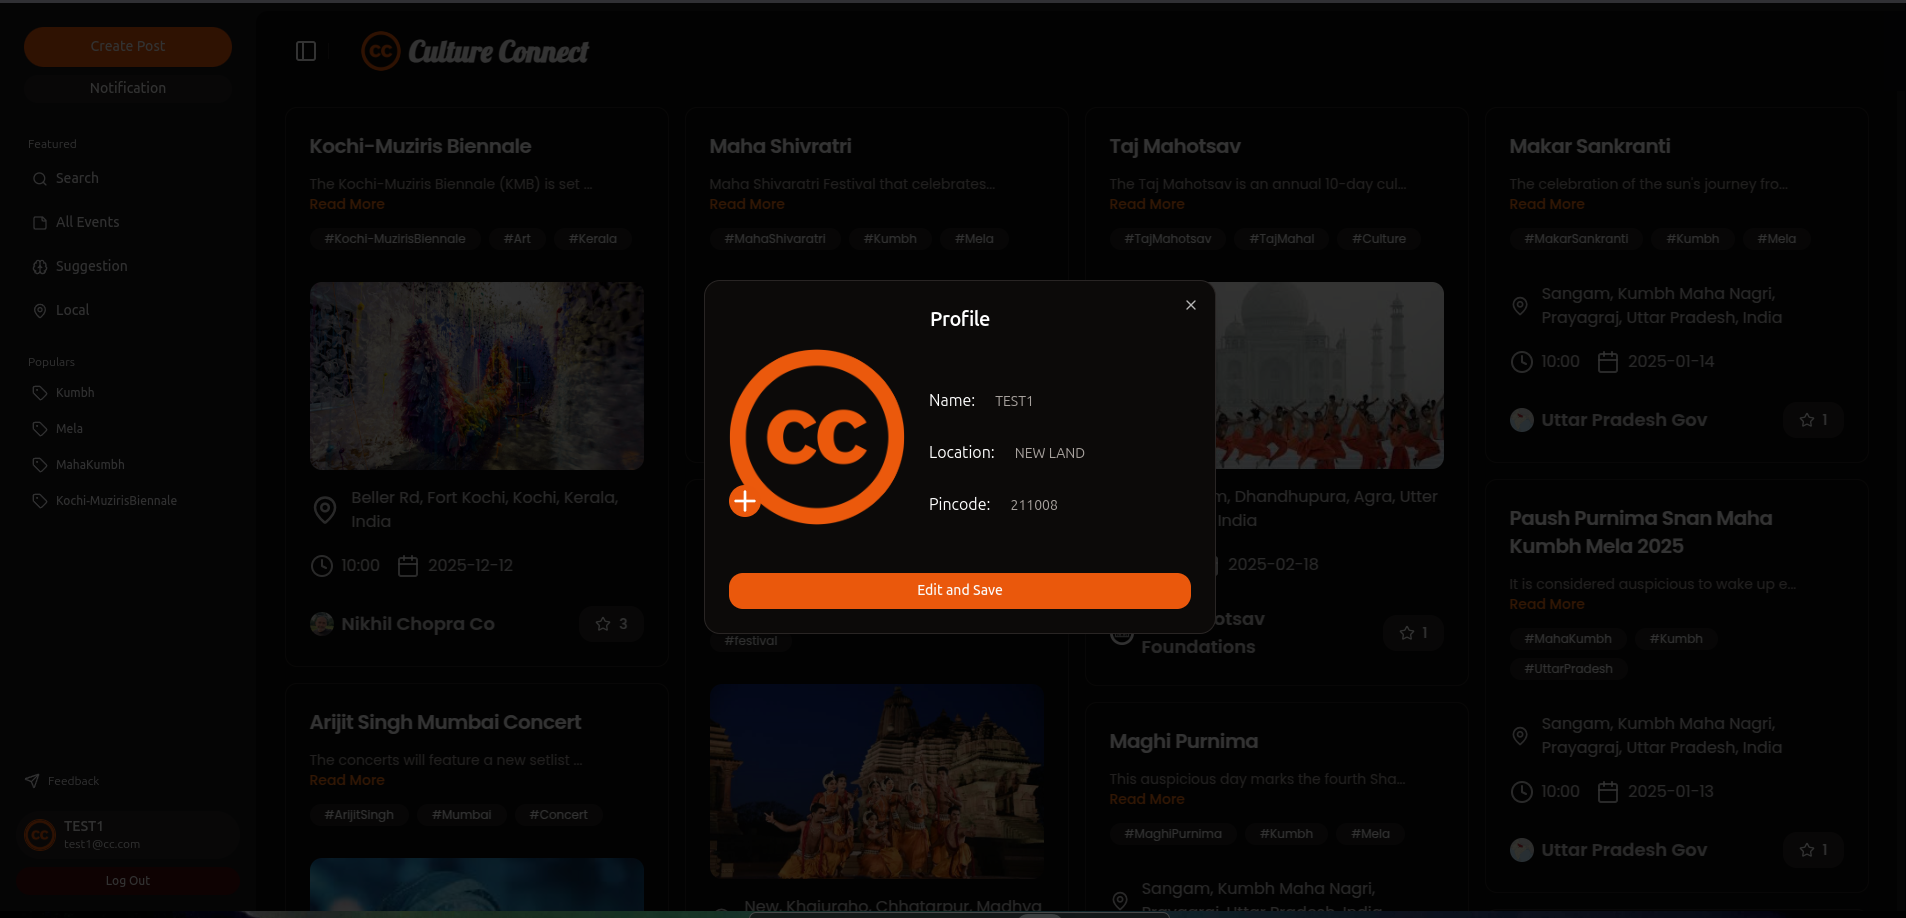 Create Post
Notification
Featured
Search
All Events
Suggestion
Local
Populars
Kumbh
Mela
MahaKumbh
Kochi-MuzirisBiennale
Feedback
CC
TEST1
test1@cc.com
Log Out
CC Culture Connect
Kochi-Muziris Biennale
The Kochi-Muziris Biennale (KMB) is set ...
Read More
#Kochi-MuzirisBiennale #Art #Kerala
Beller Rd, Fort Kochi, Kochi, Kerala,
India
10:00 2025-12-12
Nikhil Chopra Co 3
Arijit Singh Mumbai Concert
The concerts will feature a new setlist ...
Read More
#ArijitSingh #Mumbai #Concert
Maha Shivratri
Maha Shivaratri Festival that celebrates...
Read More
#MahaShivaratri #Kumbh #Mela
#festival
New, Khajuraho, Chhatarpur, Madhya
Taj Mahotsav
The Taj Mahotsav is an annual 10-day cul...
Read More
#TajMahotsav #TajMahal #Culture
Dhandhupura, Agra, Utter
India
2025-02-18
Foundations 1
Maghi Purnima
This auspicious day marks the fourth Sha...
Read More
#MaghiPurnima #Kumbh #Mela
Sangam, Kumbh Maha Nagri,
Prayagraj, Uttar Pradesh, India
Makar Sankranti
The celebration of the sun's journey fro...
Read More
#MakarSankranti #Kumbh #Mela
Sangam, Kumbh Maha Nagri,
Prayagraj, Uttar Pradesh, India
10:00 2025-01-14
Uttar Pradesh Gov 1
Paush Purnima Snan Maha
Kumbh Mela 2025
It is considered auspicious to wake up e...
Read More
#MahaKumbh #Kumbh
#UttarPradesh
Sangam, Kumbh Maha Nagri,
Prayagraj, Uttar Pradesh, India
10:00 2025-01-13
Uttar Pradesh Gov 1
Profile
CC
Name: TEST1
Location: NEW LAND
Pincode: 211008
Edit and Save